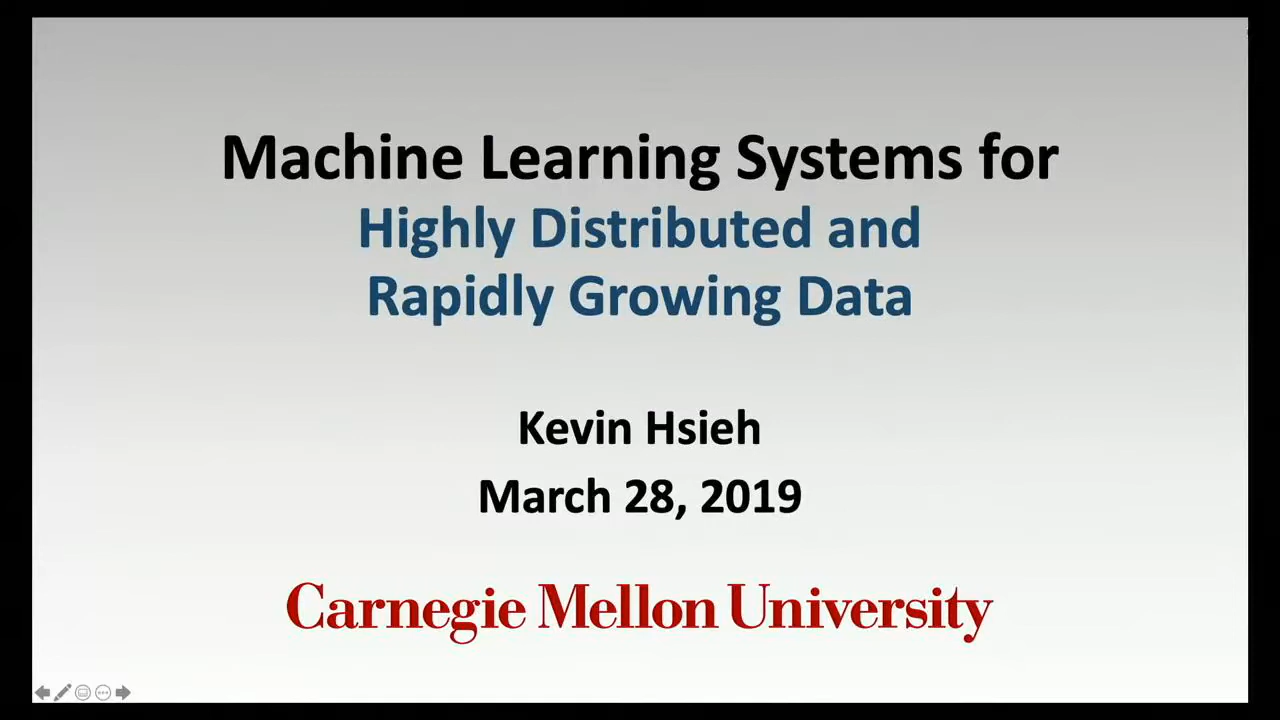 Machine Learning Systems for
Highly Distributed and
Rapidly Growing Data
Kevin Hsieh
March 28, 2019
Carnegie Mellon University